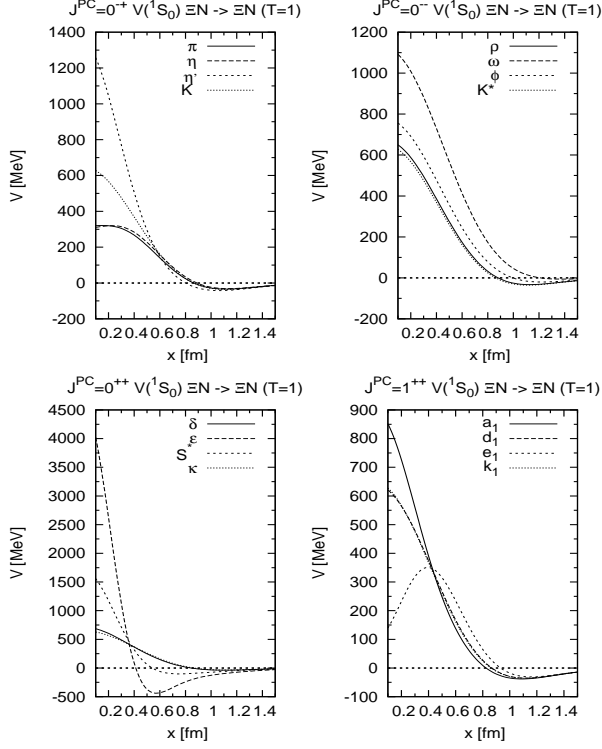 J^PC=0^-+ V(^1S_0) ΞN -> ΞN (T=1)
V [MeV]
1400
1200
1000
800
600
400
200
0
-200
π
η
η'
K
0.2 0.4 0.6 0.8 1 1.2 1.4
x [fm]
J^PC=0^-- V(^1S_0) ΞN -> ΞN (T=1)
V [MeV]
1200
1000
800
600
400
200
0
-200
ρ
ω
ϕ
K*
0.2 0.4 0.6 0.8 1 1.2 1.4
x [fm]
J^PC=0^++ V(^1S_0) ΞN -> ΞN (T=1)
V [MeV]
4500
4000
3500
3000
2500
2000
1500
1000
500
0
-500
δ
ε
S*
κ
0.2 0.4 0.6 0.8 1 1.2 1.4
x [fm]
J^PC=1^++ V(^1S_0) ΞN -> ΞN (T=1)
V [MeV]
900
800
700
600
500
400
300
200
100
0
-100
a_1
d_1
e_1
k_1
0.2 0.4 0.6 0.8 1 1.2 1.4
x [fm]